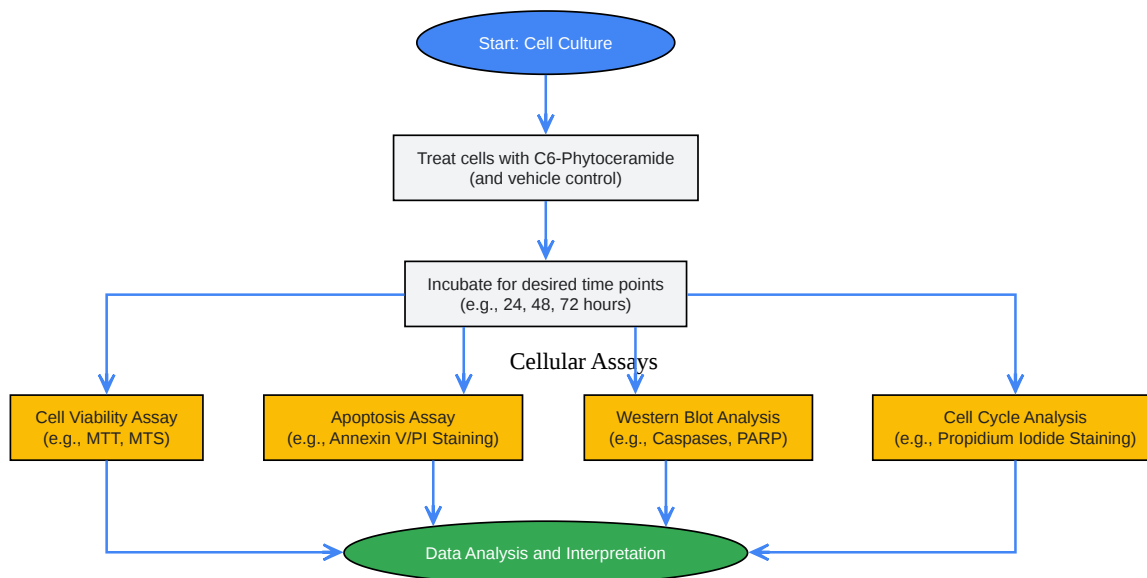 Start: Cell Culture
Treat cells with C6-Phytoceramide
(and vehicle control)
Incubate for desired time points
(e.g., 24, 48, 72 hours)
Cellular Assays
Cell Viability Assay
(e.g., MTT, MTS)
Apoptosis Assay
(e.g., Annexin V/PI Staining)
Western Blot Analysis
(e.g., Caspases, PARP)
Cell Cycle Analysis
(e.g., Propidium Iodide Staining)
Data Analysis and Interpretation